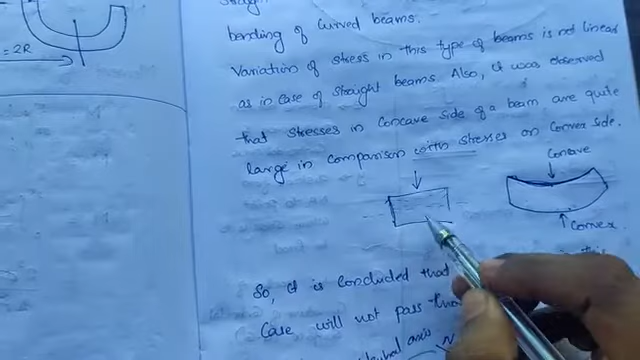 = 2R
bending of curved beams.
Variation of stress in this type of beams is not linear
as in case of straight beams. Also, it was observed
that stresses in concave side of a beam are quite
large in comparison with stresses on convex side.
Concave
Convex
So, it is concluded that
Case will not pass